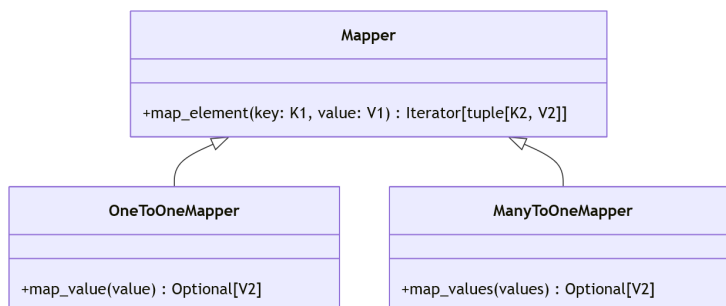 Mapper
+map_element(key: K1, value: V1) : Iterator[tuple[K2, V2]]
OneToOneMapper
+map_value(value) : Optional[V2]
ManyToOneMapper
+map_values(values) : Optional[V2]